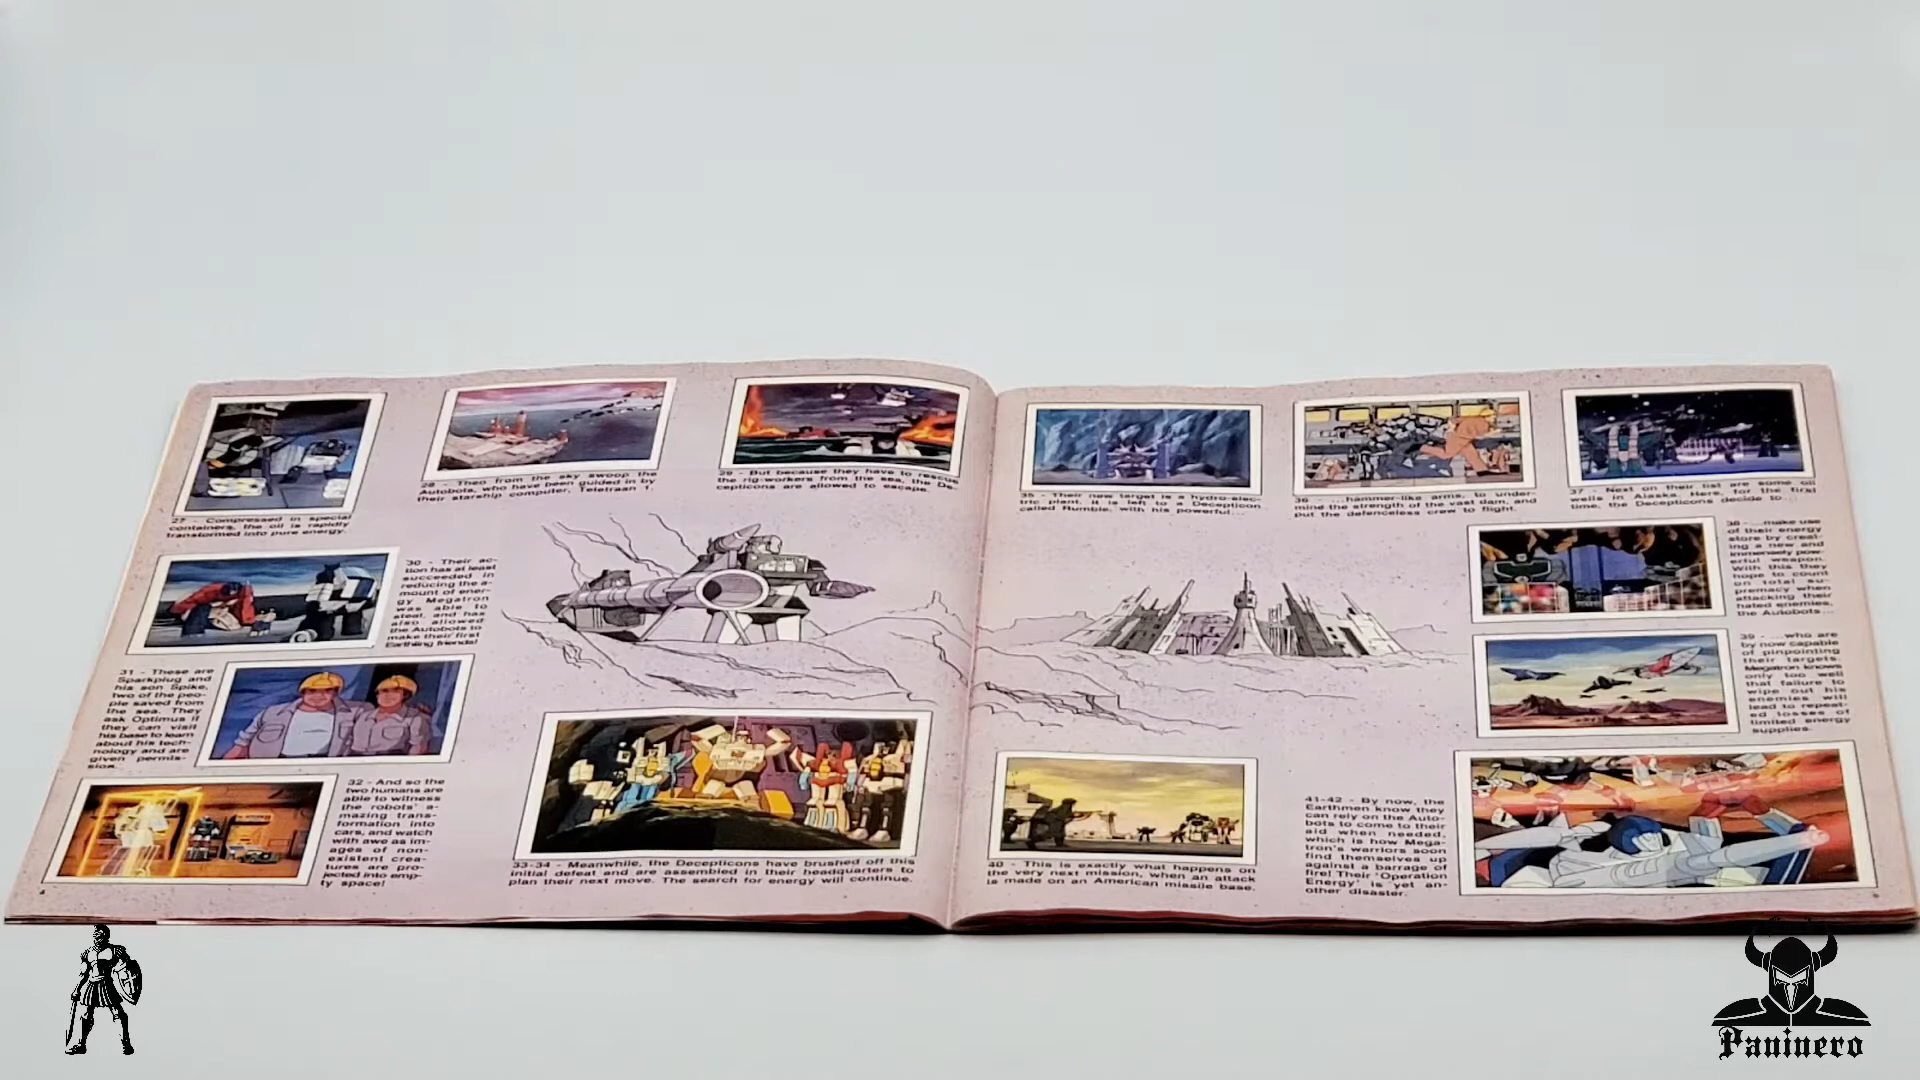 27 - Compressed in special
containers, the oil is rapidly
transformed into pure energy.
28 - Theo from the sky swoop the
Autobots, who have been guided in by
their starship computer, Teletraan 1.
29 - But because they have to rescue
the rig-workers from the sea, the De-
cepticons are allowed to escape.
30 - Their ac-
tion has at least
succeeded in
reducing the a-
mount of ener-
gy Megatron
was able to
steal, and has
also allowed
the Autobots to
make their first
Earthling friends!
31 - These are
Sparkplug and
his son Spike,
two of the peo-
ple saved from
the sea. They
ask Optimus if
they can visit
his base to learn
about his tech-
nology and are
given permis-
sion...
32 - And so the
two humans are
able to witness
the robots' a-
mazing trans-
formation into
cars, and watch
with awe as im-
ages of non-
existent crea-
tures are pro-
jected into emp-
ty space!
4
33-34 - Meanwhile, the Decepticons have brushed off this
initial defeat and are assembled in their headquarters to
plan their next move. The search for energy will continue.
35 - Their new target is a hydro-elec-
tric plant. It is left to a Decepticon
called Rumble, with his powerful...
36 - ...hammer-like arms, to under-
mine the strength of the vast dam, and
put the defenceless crew to flight.
37 - Next on their list are some oil
wells in Alaska. Here, for the first
time, the Decepticons decide to...
38 - ...make use
of their energy
store by creat-
ing a new and
immensely pow-
erful weapon.
With this they
hope to count
on total su-
premacy when
attacking their
hated enemies,
the Autobots...
39 - ...who are
by now capable
of pinpointing
their targets.
Megatron knows
only too well
that failure to
wipe out his
enemies will
lead to repeat-
ed losses of
limited energy
supplies.
40 - This is exactly what happens on
the very next mission, when an attack
is made on an American missile base.
41-42 - By now, the
Earthmen know they
can rely on the Auto-
bots to come to their
aid when needed,
which is how Mega-
tron's warriors soon
find themselves up
against a barrage of
fire! Their 'Operation
Energy' is yet an-
other disaster.
Paninero